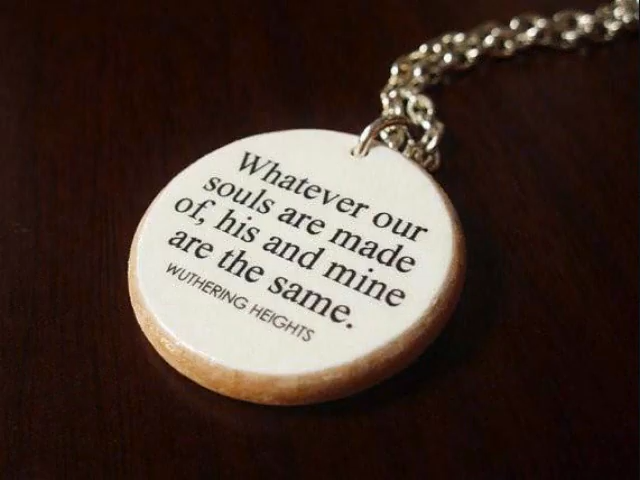 Whatever our
souls are made
of, his and mine
are the same.
WUTHERING HEIGHTS